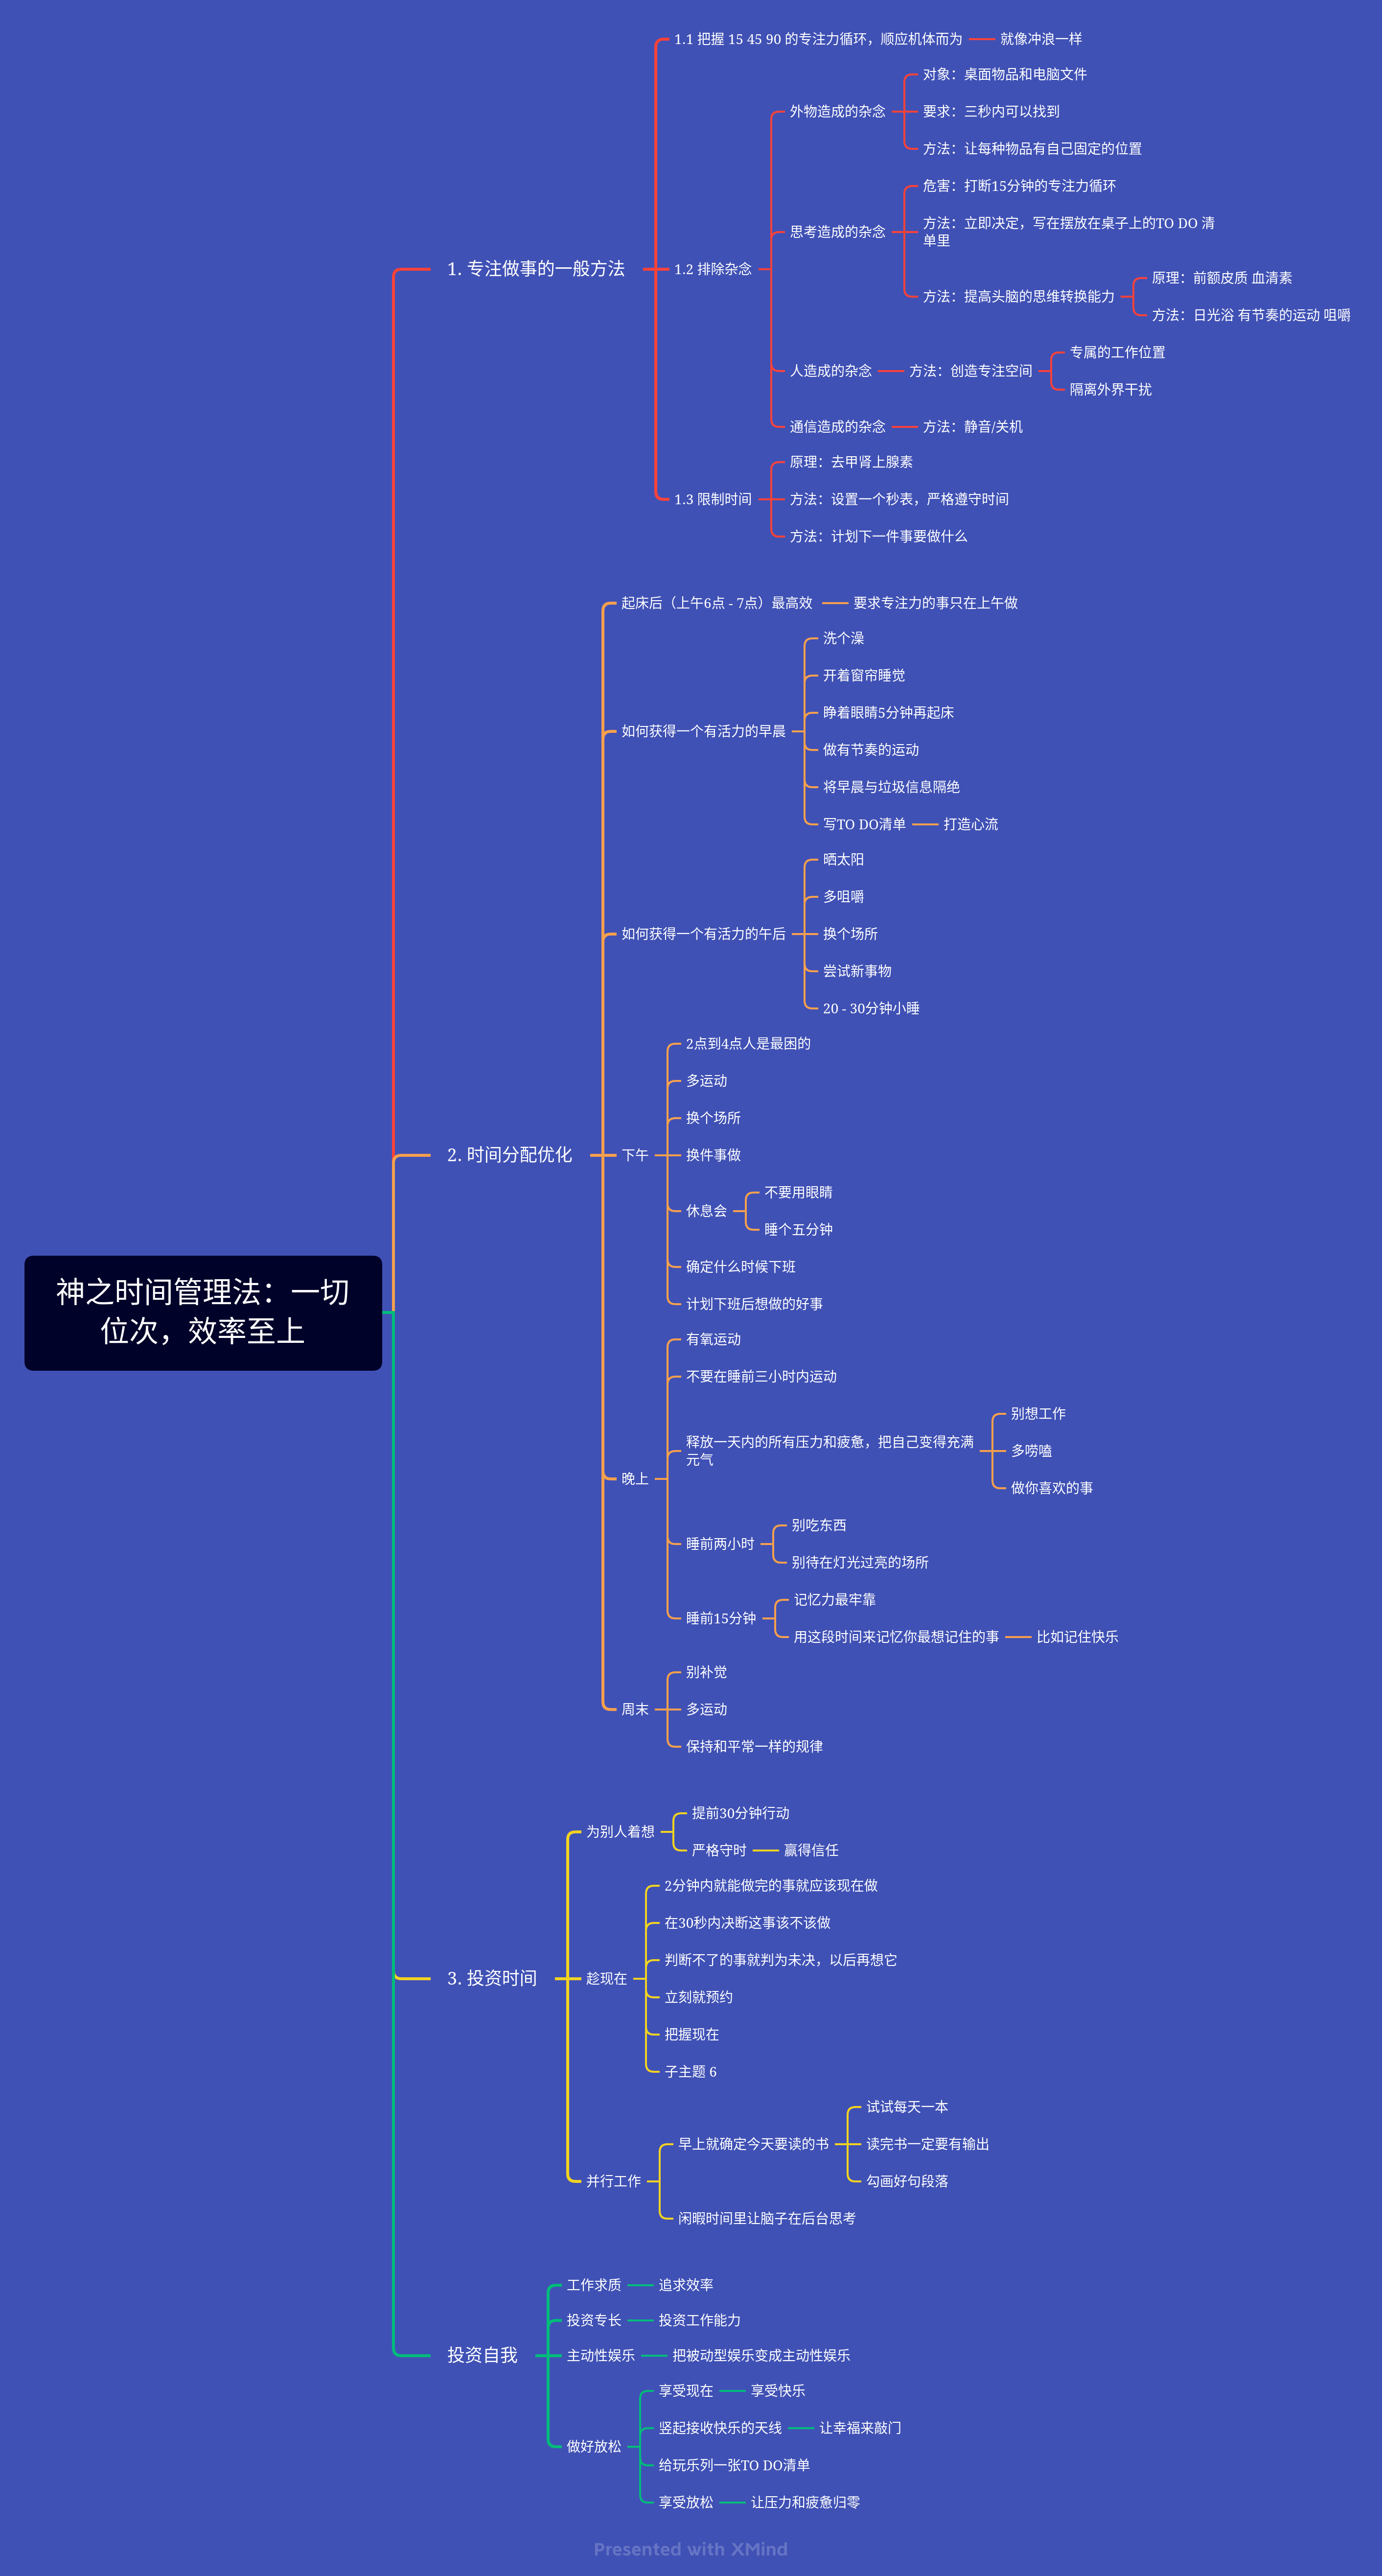 神之时间管理法：一切
位次，效率至上
1. 专注做事的一般方法
1.1 把握 15 45 90 的专注力循环，顺应机体而为
就像冲浪一样
1.2 排除杂念
外物造成的杂念
对象：桌面物品和电脑文件
要求：三秒内可以找到
方法：让每种物品有自己固定的位置
思考造成的杂念
危害：打断15分钟的专注力循环
方法：立即决定，写在摆放在桌子上的TO DO 清
单里
方法：提高头脑的思维转换能力
原理：前额皮质 血清素
方法：日光浴 有节奏的运动 咀嚼
人造成的杂念
方法：创造专注空间
专属的工作位置
隔离外界干扰
通信造成的杂念
方法：静音/关机
1.3 限制时间
原理：去甲肾上腺素
方法：设置一个秒表，严格遵守时间
方法：计划下一件事要做什么
2. 时间分配优化
起床后（上午6点 - 7点）最高效
要求专注力的事只在上午做
如何获得一个有活力的早晨
洗个澡
开着窗帘睡觉
睁着眼睛5分钟再起床
做有节奏的运动
将早晨与垃圾信息隔绝
写TO DO清单
打造心流
如何获得一个有活力的午后
晒太阳
多咀嚼
换个场所
尝试新事物
20 - 30分钟小睡
下午
2点到4点人是最困的
多运动
换个场所
换件事做
休息会
不要用眼睛
睡个五分钟
确定什么时候下班
计划下班后想做的好事
晚上
有氧运动
不要在睡前三小时内运动
释放一天内的所有压力和疲惫，把自己变得充满
元气
别想工作
多唠嗑
做你喜欢的事
睡前两小时
别吃东西
别待在灯光过亮的场所
睡前15分钟
记忆力最牢靠
用这段时间来记忆你最想记住的事
比如记住快乐
周末
别补觉
多运动
保持和平常一样的规律
3. 投资时间
为别人着想
提前30分钟行动
严格守时
赢得信任
趁现在
2分钟内就能做完的事就应该现在做
在30秒内决断这事该不该做
判断不了的事就判为未决，以后再想它
立刻就预约
把握现在
子主题 6
并行工作
早上就确定今天要读的书
试试每天一本
读完书一定要有输出
勾画好句段落
闲暇时间里让脑子在后台思考
投资自我
工作求质
追求效率
投资专长
投资工作能力
主动性娱乐
把被动型娱乐变成主动性娱乐
做好放松
享受现在
享受快乐
竖起接收快乐的天线
让幸福来敲门
给玩乐列一张TO DO清单
享受放松
让压力和疲惫归零
Presented with XMind